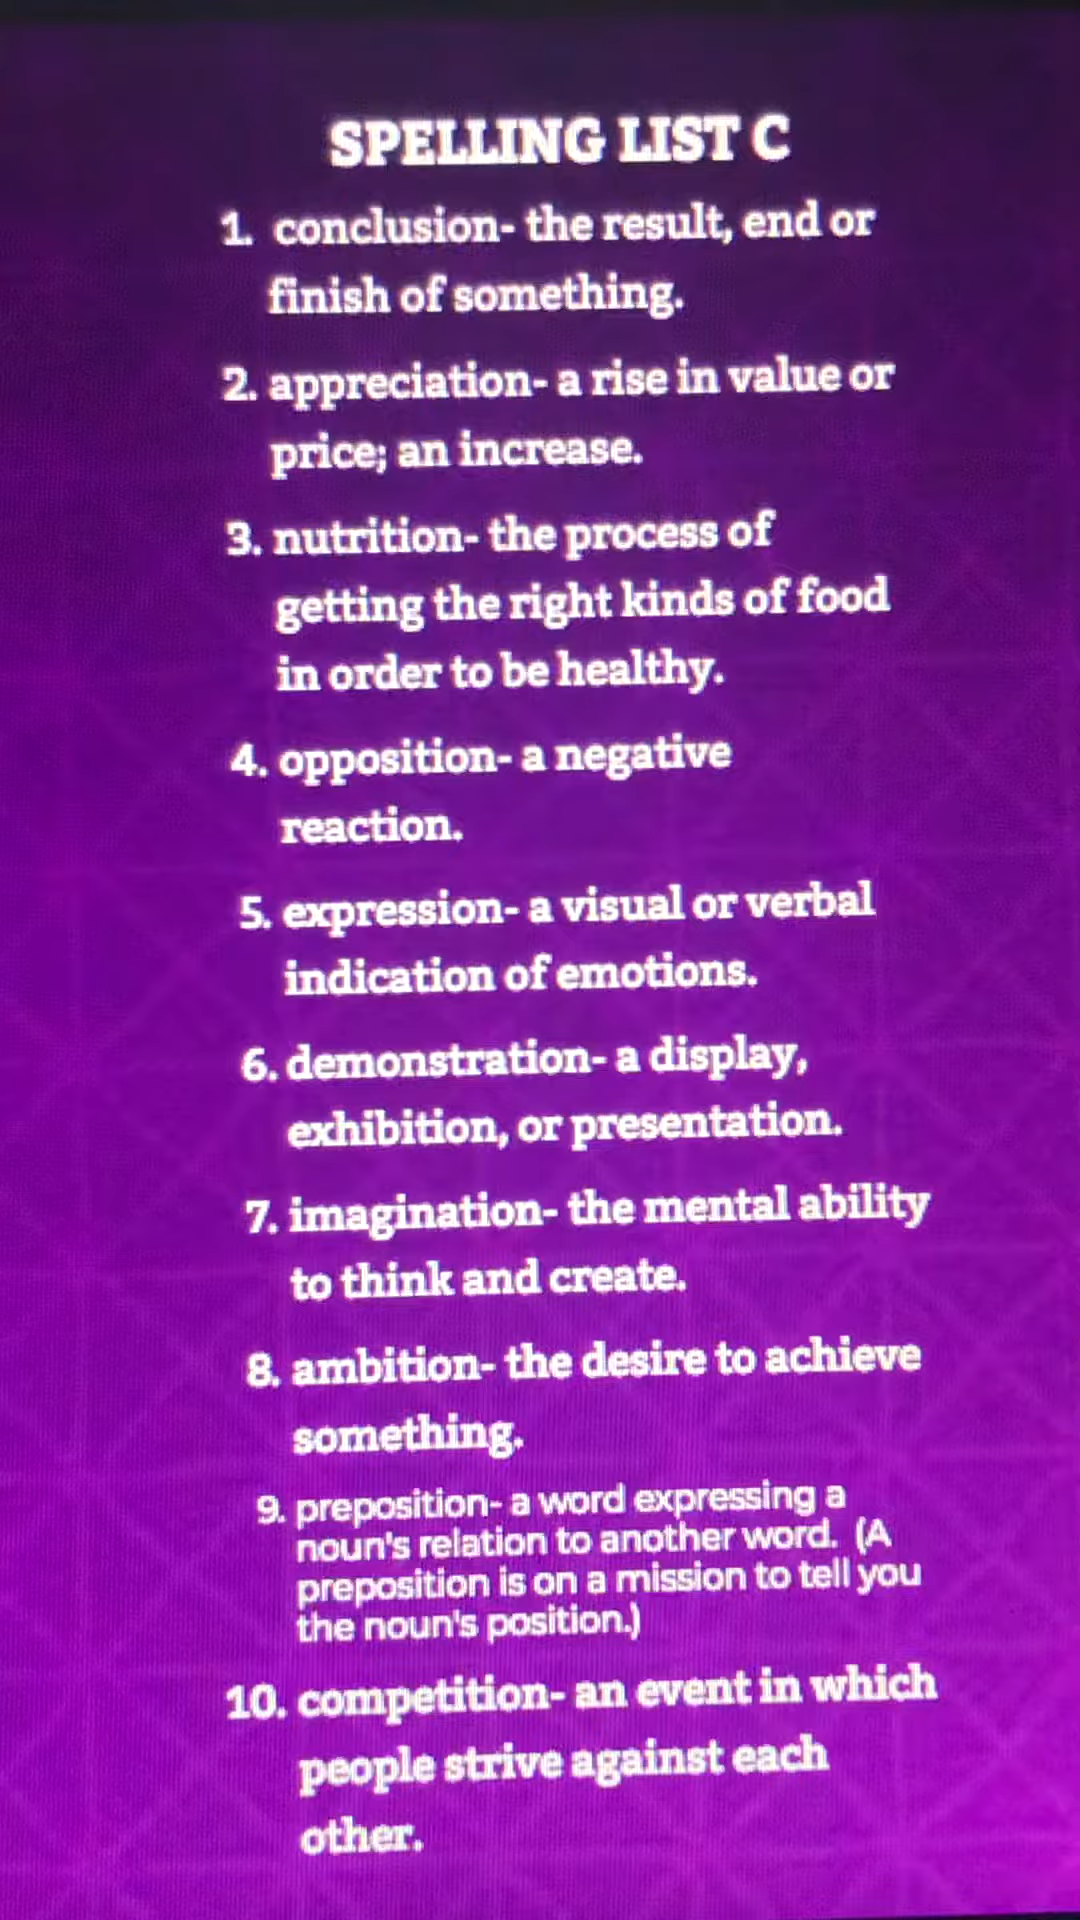 SPELLING LIST C
1. conclusion- the result, end or
finish of something.
2. appreciation- a rise in value or
price; an increase.
3. nutrition- the process of
getting the right kinds of food
in order to be healthy.
4. opposition- a negative
reaction.
5. expression- a visual or verbal
indication of emotions.
6. demonstration- a display,
exhibition, or presentation.
7. imagination- the mental ability
to think and create.
8. ambition- the desire to achieve
something.
9. preposition- a word expressing a
noun's relation to another word. (A
preposition is on a mission to tell you
the noun's position.)
10. competition- an event in which
people strive against each
other.